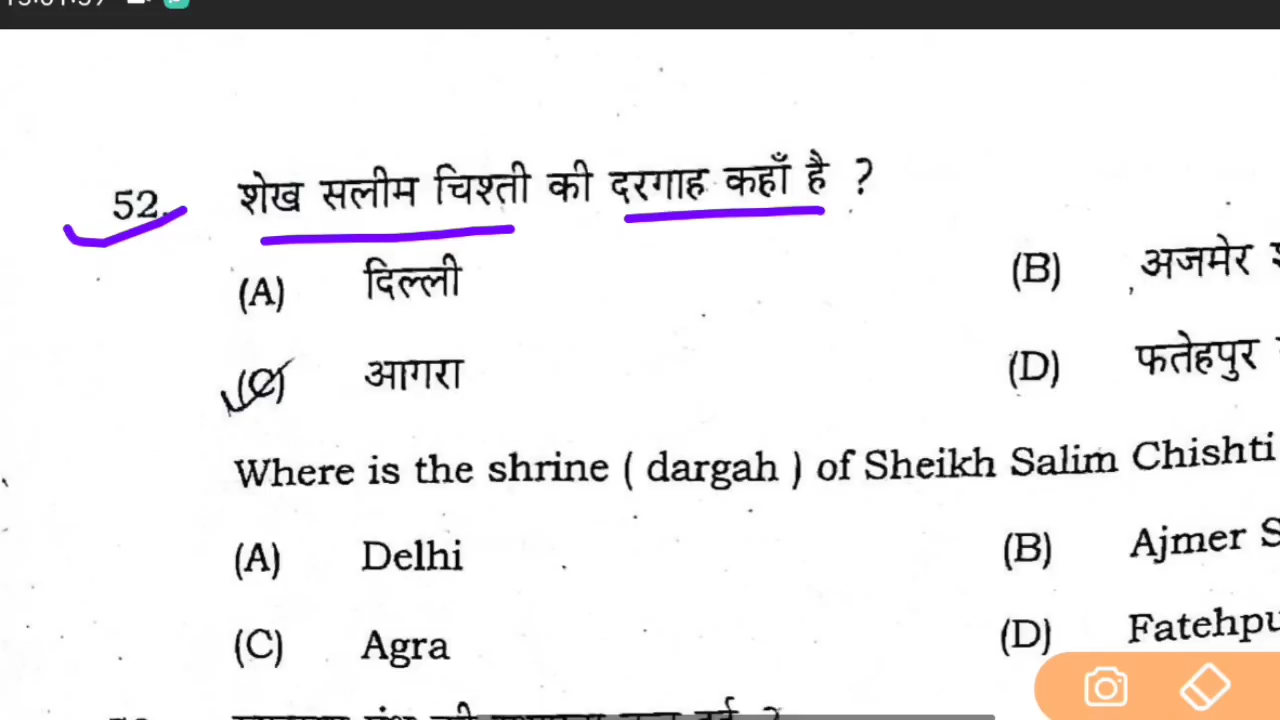 52. शेख सलीम चिश्ती की दरगाह कहाँ है ?
(A) दिल्ली (B) अजमेर
(C) आगरा (D) फतेहपुर
Where is the shrine ( dargah ) of Sheikh Salim Chishti
(A) Delhi (B) Ajmer S
(C) Agra (D) Fatehpu